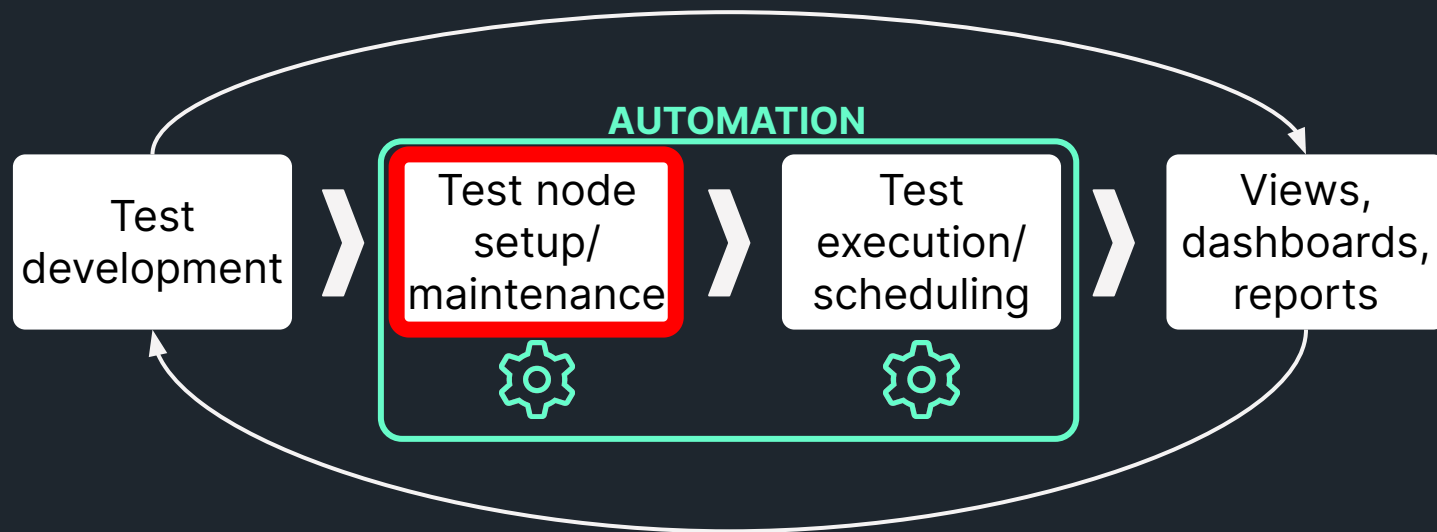 AUTOMATION
Test
development
Test node
setup/
maintenance
Test
execution/
scheduling
Views,
dashboards,
reports